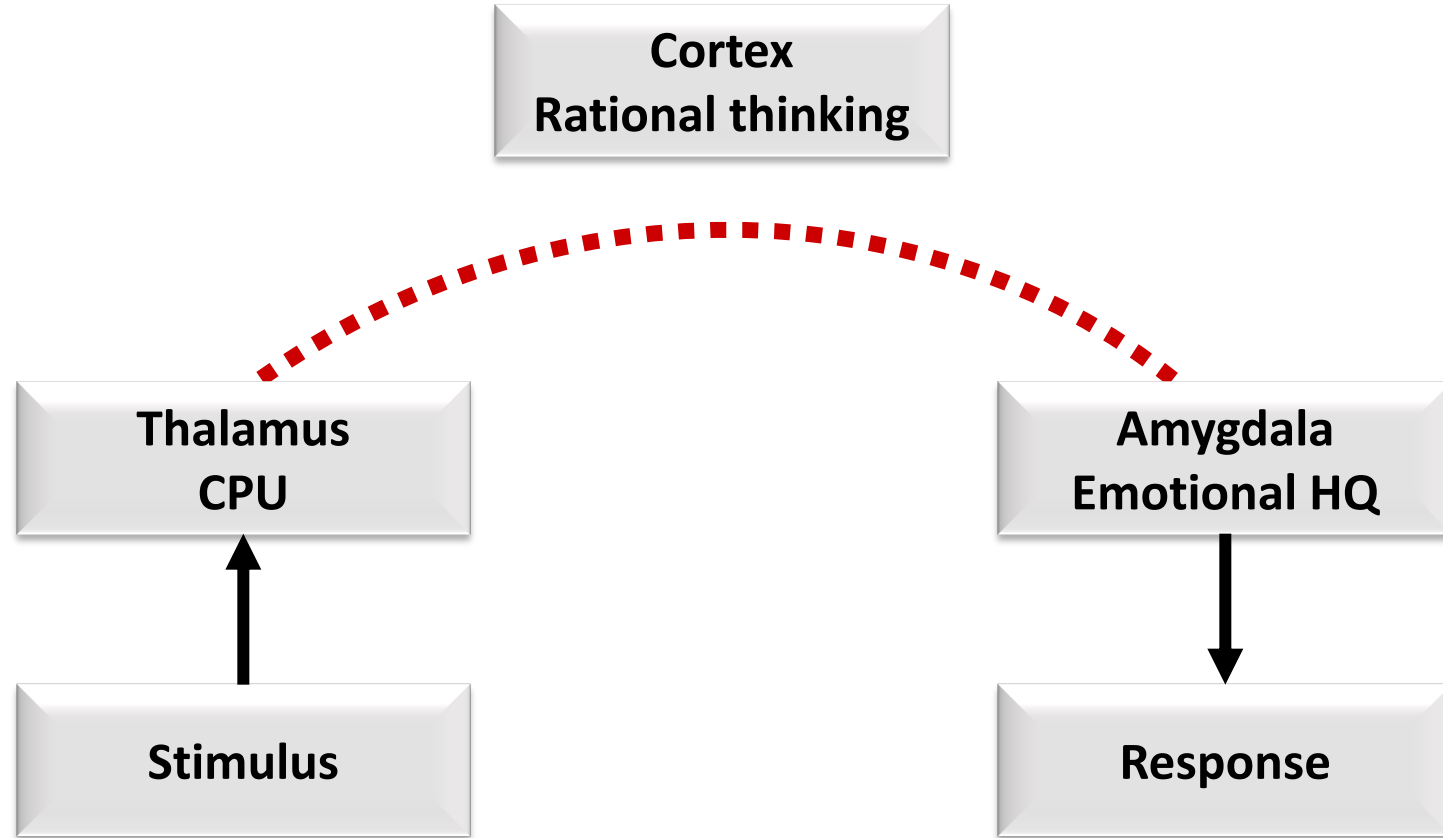 Cortex
Rational thinking
Thalamus
CPU
Amygdala
Emotional HQ
Stimulus
Response